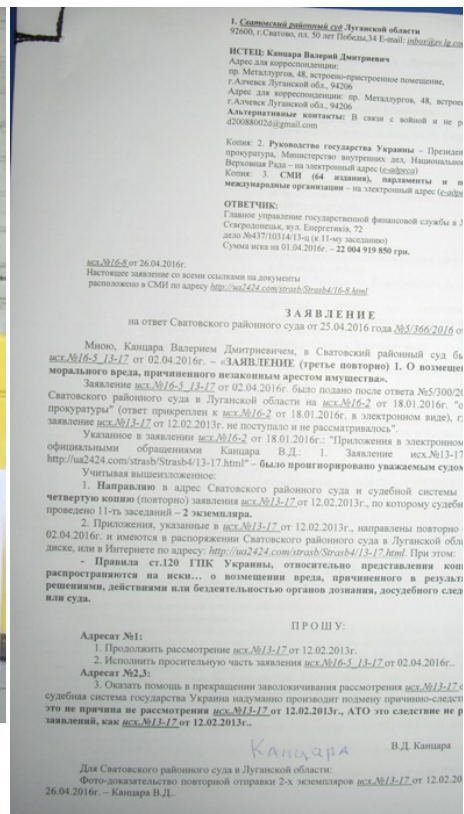 1. Сватовский районный суд Луганской области
92600, г.Сватово, пл. 50 лет Победы,34 E-mail: inbox@sv.lg.cou
ИСТЕЦ: Канцара Валерий Дмитриевич
Адрес для корреспонденции:
пр. Металлургов, 48, встроено-пристроенное помещение,
г.Алчевск Луганской обл., 94206
Адрес для корреспонденции: пр. Металлургов, 48, встроен
г.Алчевск Луганской обл., 94206
Альтернативные контакты: В связи с войной и не р
d20088002d@gmail.com
Копия: 2. Руководство государства Украины – Президен
прокуратура, Министерство внутренних дел, Национально
Верховная Рада – на электронный адрес (е-адреса)
Копия: 3. СМИ (64 издания), парламенты и п
международные организации – на электронный адрес (е-адре
ОТВЕТЧИК:
Главное управление государственной финансовой службы в Л
Сєвєродонецьк, вул. Енергетиків, 72
дело №437/10314/13-ц (к 11-му заседанию)
Сумма иска на 01.04.2016г. – 22 004 919 850 грн.
исх.№16-8 от 26.04.2016г.
Настоящее заявление со всеми ссылками на документы
расположено в СМИ по адресу http://ua2424.com/strasb/Strasb4/16-8.html
ЗАЯВЛЕНИЕ
на ответ Сватовского районного суда от 25.04.2016 года №5/366/2016 от
Мною, Канцара Валерием Дмитриевичем, в Сватовский районный суд бы
исх.№16-5_13-17 от 02.04.2016г. – «ЗАЯВЛЕНИЕ (третье повторно) 1. О возмещен
морального вреда, причиненного незаконным арестом имущества».
Заявление исх.№16-5_13-17 от 02.04.2016г. было подано после ответа №5/300/20
Сватовского районного суда в Луганской области на исх.№16-2 от 18.01.2016г. "о
прокуратуры" (ответ прикреплен к исх.№16-2 от 18.01.2016г. в электронном виде), г
заявление исх.№13-17 от 12.02.2013г. не поступало и не рассматривалось".
Указанное в заявлении исх.№16-2 от 18.01.2016г.: "Приложения в электронном
официальными обращениями Канцара В.Д.: 1. Заявление исх.№13-1
http://ua2424.com/strasb/Strasb4/13-17.html" – было проигнорировано уважаемым судом
Учитывая вышеизложенное:
1. Направляю в адрес Сватовского районного суда и судебной системы
четвертую копию (повторно) заявления исх.№13-17 от 12.02.2013г., по которому судебн
проведено 11-ть заседаний – 2 экземпляра.
2. Приложения, указанные в исх.№13-17 от 12.02.2013г., направлены повторно
02.04.2016г. и имеются в распоряжении Сватовского районного суда в Луганской обла
диске, или в Интернете по адресу: http://ua2424.com/strasb/Strasb4/13-17.html. При этом:
- Правила ст.120 ГПК Украины, относительно представления копи
распространяются на иски… о возмещении вреда, причиненного в результа
решениями, действиями или бездеятельностью органов дознания, досудебного след
или суда.
ПРОШУ:
Адресат №1:
1. Продолжить рассмотрение исх.№13-17 от 12.02.2013г.
2. Исполнить просительную часть заявления исх.№16-5_13-17 от 02.04.2016г..
Адресат №2,3:
3. Оказать помощь в прекращении заволокичивания рассмотрения исх.№13-17 о
судебная система государства Украина надуманно производит подмену причинно-следст
это не причина не рассмотрения исх.№13-17 от 12.02.2013г., АТО это следствие не р
заявлений, как исх.№13-17 от 12.02.2013г..
Канцара В.Д. Канцара
Для Сватовского районного суда в Луганской области:
Фото-доказательство повторной отправки 2-х экземпляров исх.№13-17 от 12.02.20
26.04.2016г. – Канцара В.Д..